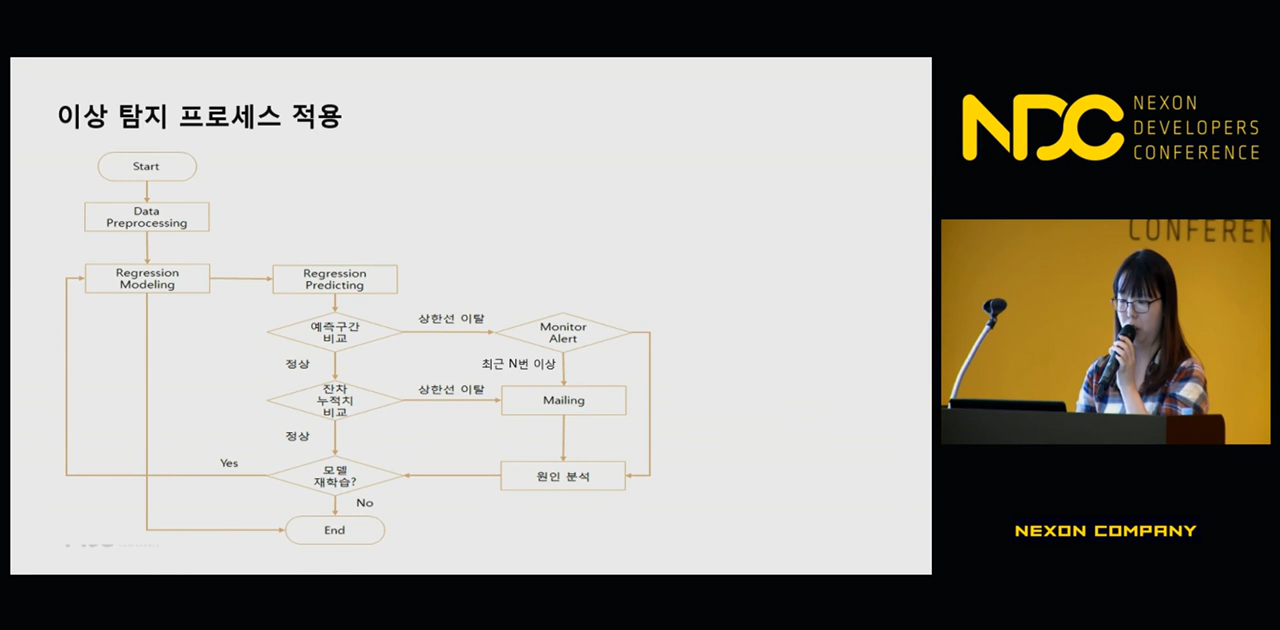 이상 탐지 프로세스 적용
Start
Data
Preprocessing
Regression
Modeling
Regression
Predicting
예측구간
비교
상한선 이탈
Monitor
Alert
정상
최근 N번 이상
잔차
누적치
비교
상한선 이탈
Mailing
정상
Yes
모델
재학습?
원인 분석
No
End
NDC
NEXON
DEVELOPERS
CONFERENCE
CONFEREN
NEXON COMPANY